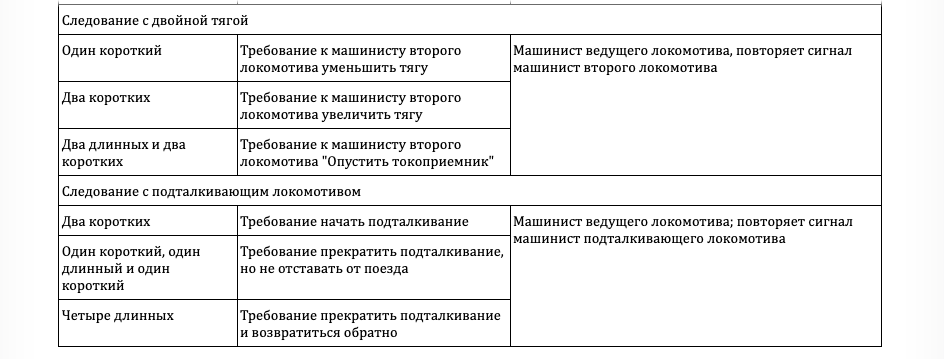 Следование с двойной тягой
Один короткий
Требование к машинисту второго
локомотива уменьшить тягу
Машинист ведущего локомотива, повторяет сигнал
машинист второго локомотива
Два коротких
Требование к машинисту второго
локомотива увеличить тягу
Два длинных и два
коротких
Требование к машинисту второго
локомотива "Опустить токоприемник"
Следование с подталкивающим локомотивом
Два коротких
Требование начать подталкивание
Машинист ведущего локомотива; повторяет сигнал
машинист подталкивающего локомотива
Один короткий, один
длинный и один
короткий
Требование прекратить подталкивание,
но не отставать от поезда
Четыре длинных
Требование прекратить подталкивание
и возвратиться обратно